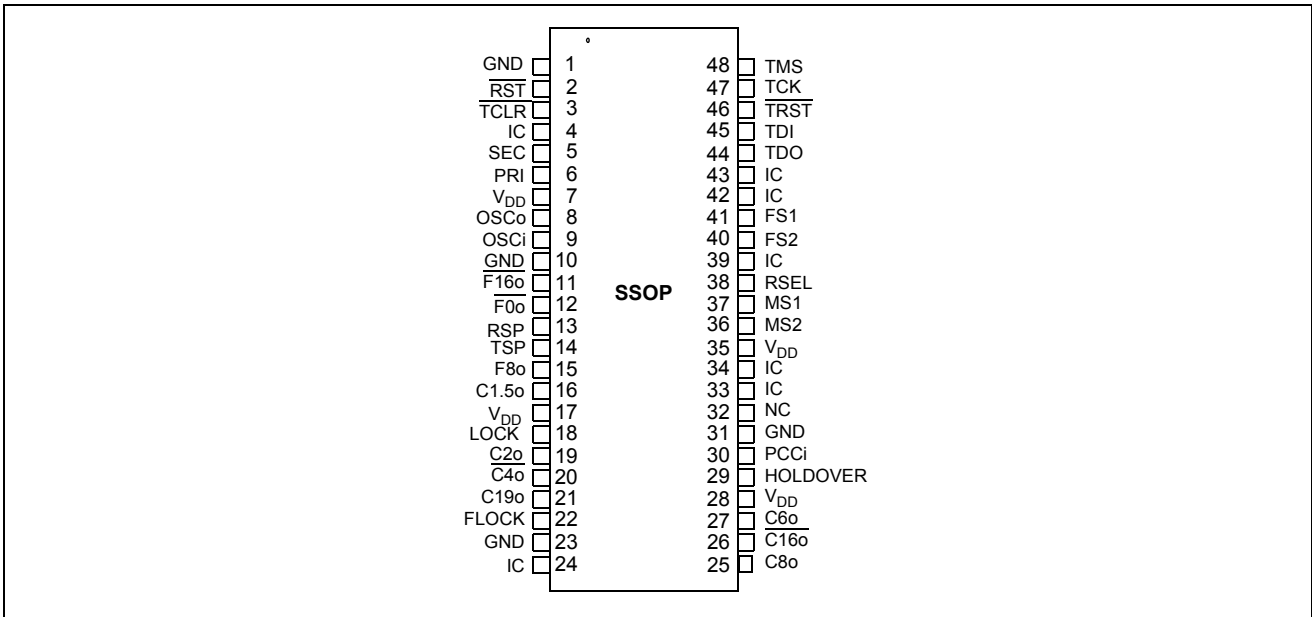 GND 1
RST 2
TCLR 3
IC 4
SEC 5
PRI 6
VDD 7
OSCo 8
OSCi 9
GND 10
F16o 11
F0o 12
RSP 13
TSP 14
F8o 15
C1.5o 16
VDD 17
LOCK 18
C2o 19
C4o 20
C19o 21
FLOCK 22
GND 23
IC 24
SSOP
48 TMS
47 TCK
46 TRST
45 TDI
44 TDO
43 IC
42 IC
41 FS1
40 FS2
39 IC
38 RSEL
37 MS1
36 MS2
35 VDD
34 IC
33 IC
32 NC
31 GND
30 PCCi
29 HOLDOVER
28 VDD
27 C6o
26 C16o
25 C8o